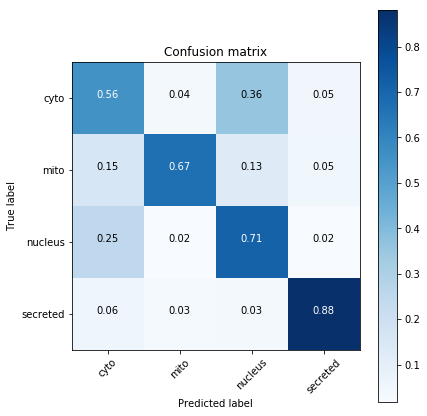 Confusion matrix
True label
cyto 0.56 0.04 0.36 0.05
mito 0.15 0.67 0.13 0.05
nucleus 0.25 0.02 0.71 0.02
secreted 0.06 0.03 0.03 0.88
cyto mito nucleus secreted
Predicted label
0.8
0.7
0.6
0.5
0.4
0.3
0.2
0.1